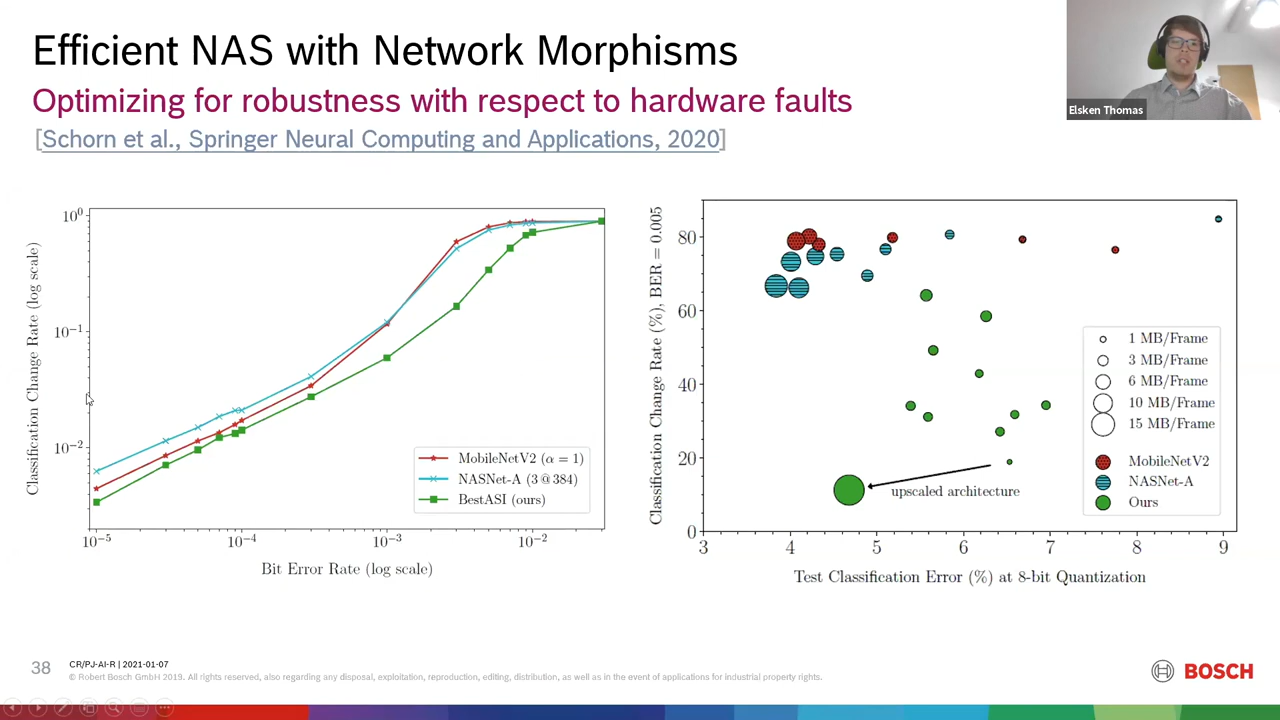 Efficient NAS with Network Morphisms
Optimizing for robustness with respect to hardware faults
[Schorn et al., Springer Neural Computing and Applications, 2020]
Elsken Thomas
Classification Change Rate (log scale)
10⁰
10⁻¹
10⁻²
MobileNetV2 (α = 1)
NASNet-A (3@384)
BestASI (ours)
10⁻⁵ 10⁻⁴ 10⁻³ 10⁻²
Bit Error Rate (log scale)
Classification Change Rate (%), BER = 0.005
80
60
40
20
0
1 MB/Frame
3 MB/Frame
6 MB/Frame
10 MB/Frame
15 MB/Frame
MobileNetV2
NASNet-A
Ours
upscaled architecture
3 4 5 6 7 8 9
Test Classification Error (%) at 8-bit Quantization
38
CR/PJ-AI-R | 2021-01-07
© Robert Bosch GmbH 2019. All rights reserved, also regarding any disposal, exploitation, reproduction, editing, distribution, as well as in the event of applications for industrial property rights.
BOSCH